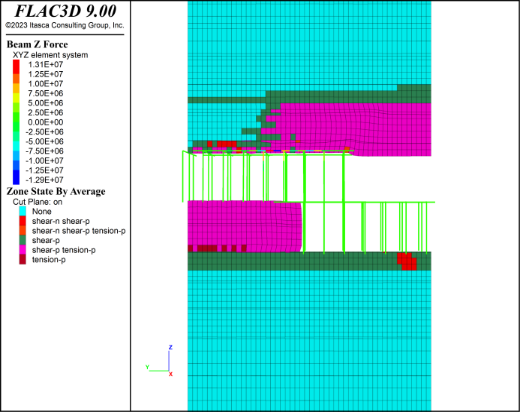 FLAC3D 9.00
©2023 Itasca Consulting Group, Inc.
Beam Z Force
XYZ element system
1.31E+07
1.25E+07
1.00E+07
7.50E+06
5.00E+06
2.50E+06
0.00E+00
-2.50E+06
-5.00E+06
-7.50E+06
-1.00E+07
-1.25E+07
-1.29E+07
Zone State By Average
Cut Plane: on
None
shear-n shear-p
shear-n shear-p tension-p
shear-p
shear-p tension-p
tension-p
Z
Y
X